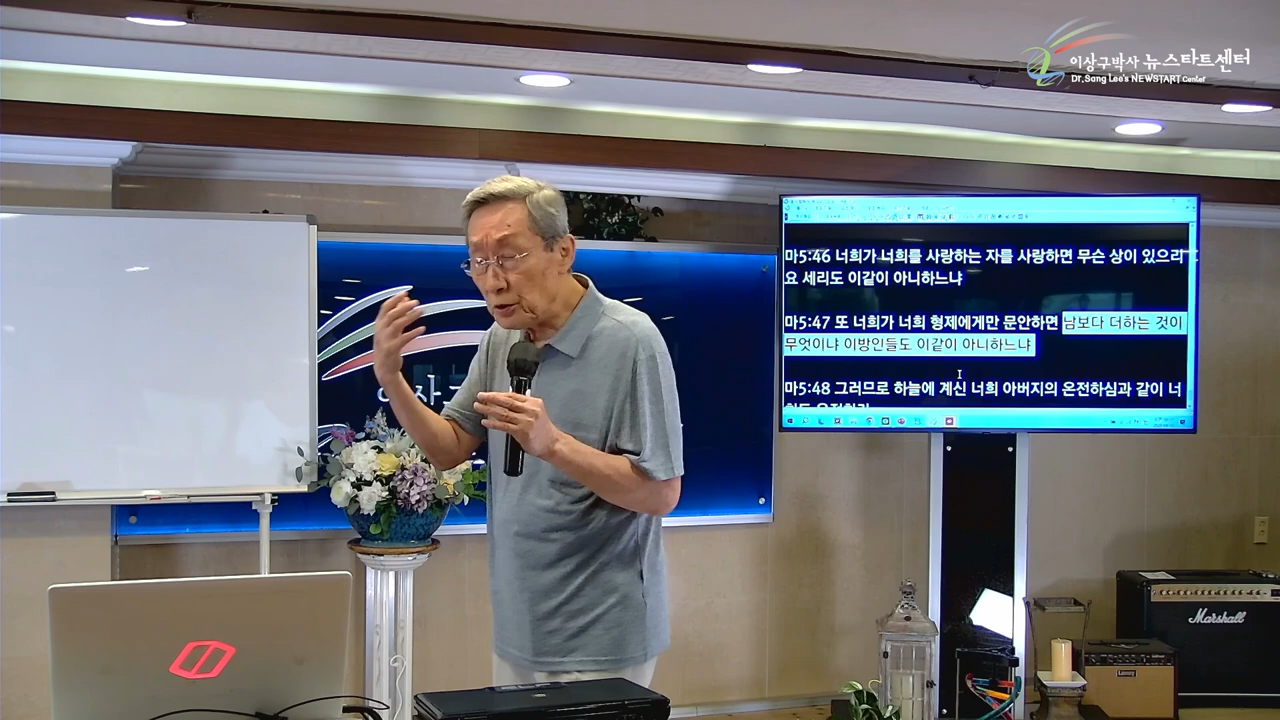 이상구박사 뉴스타트센터
Dr.Sang Lee's NEWSTART Center
마5:46 너희가 너희를 사랑하는 자를 사랑하면 무슨 상이 있으리
요 세리도 이같이 아니하느냐
마5:47 또 너희가 너희 형제에게만 문안하면 남보다 더하는 것이
무엇이냐 이방인들도 이같이 아니하느냐
마5:48 그러므로 하늘에 계신 너희 아버지의 온전하심과 같이 너
Marshall
Laney